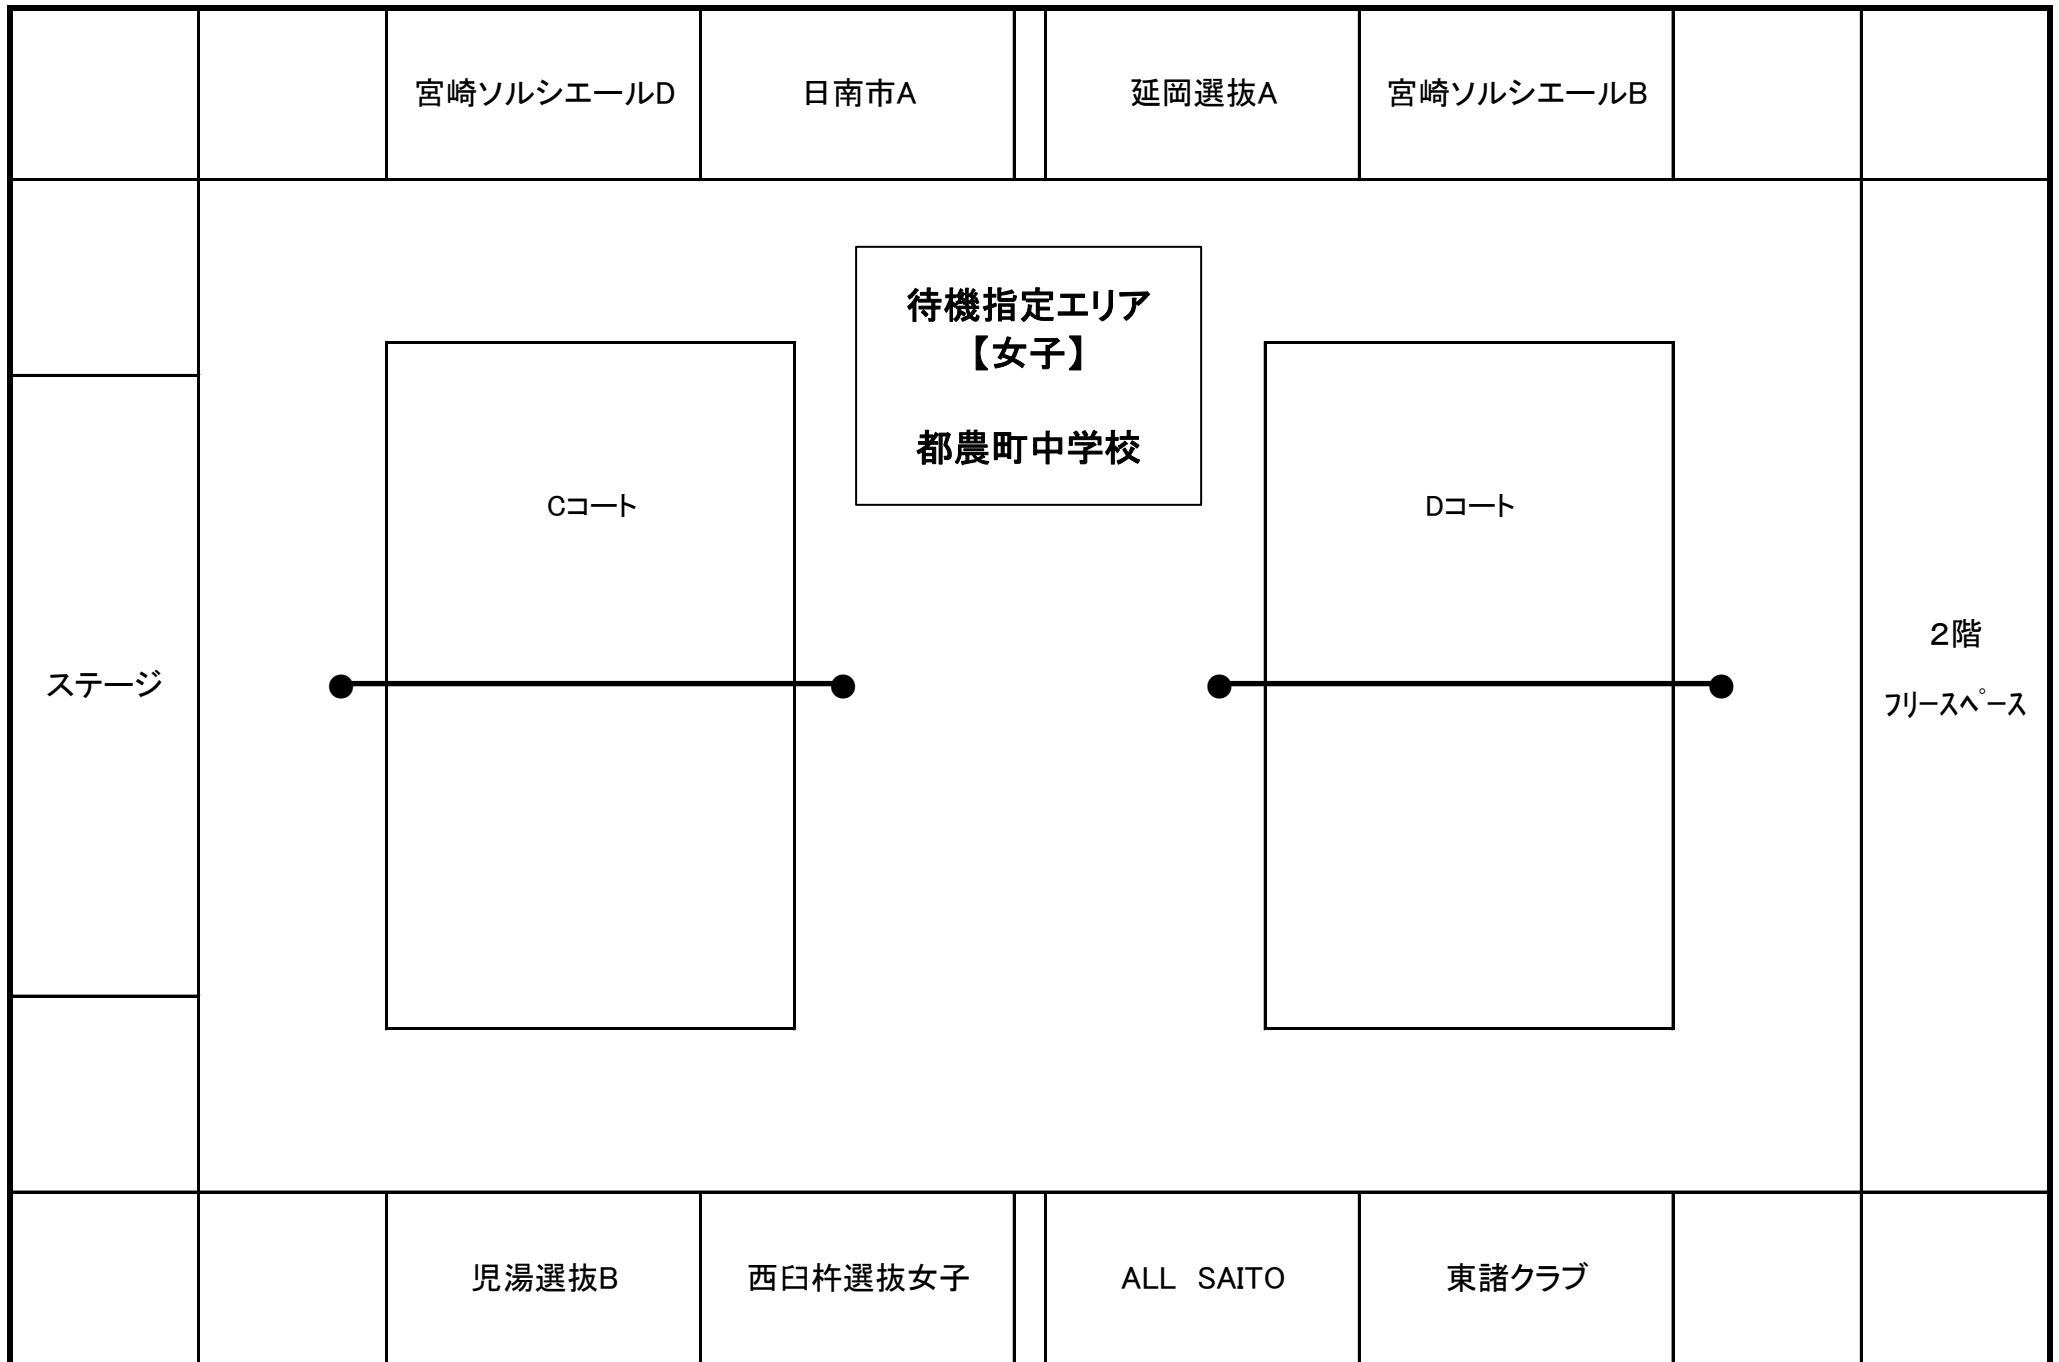 宮崎ソルシエールD
日南市A
延岡選抜A
宮崎ソルシエールB
待機指定エリア
【女子】
都農町中学校
Cコート
Dコート
ステージ
２階
フリースペース
児湯選抜B
西臼杵選抜女子
ALL　SAITO
東諸クラブ